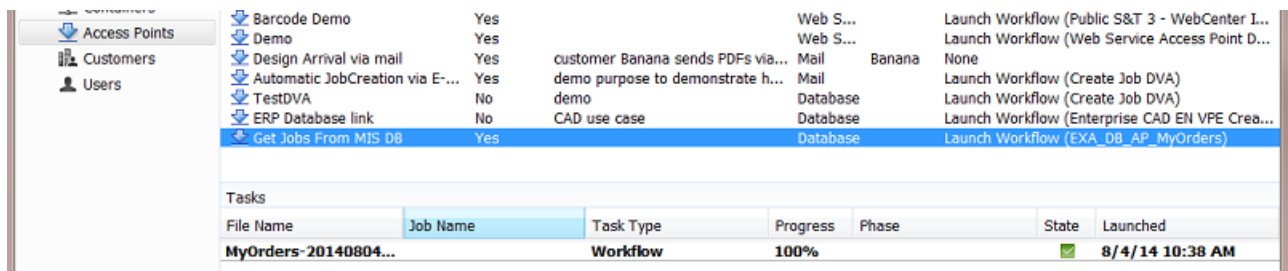 Containers
Access Points
Customers
Users
Barcode Demo Yes Web S... Launch Workflow (Public S&T 3 - WebCenter I...
Demo Yes Web S... Launch Workflow (Web Service Access Point D...
Design Arrival via mail Yes customer Banana sends PDFs via... Mail Banana None
Automatic JobCreation via E-... Yes demo purpose to demonstrate h... Mail Launch Workflow (Create Job DVA)
TestDVA No demo Database Launch Workflow (Create Job DVA)
ERP Database link No CAD use case Database Launch Workflow (Enterprise CAD EN VPE Crea...
Get Jobs From MIS DB Yes Database Launch Workflow (EXA_DB_AP_MyOrders)
Tasks
File Name Job Name Task Type Progress Phase State Launched
MyOrders-20140804... Workflow 100% 8/4/14 10:38 AM